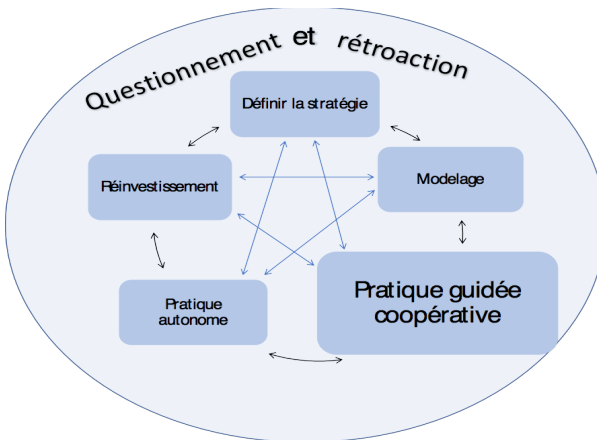 Questionnement et rétroaction
Définir la stratégie
Réinvestissement
Modelage
Pratique
autonome
Pratique guidée
coopérative